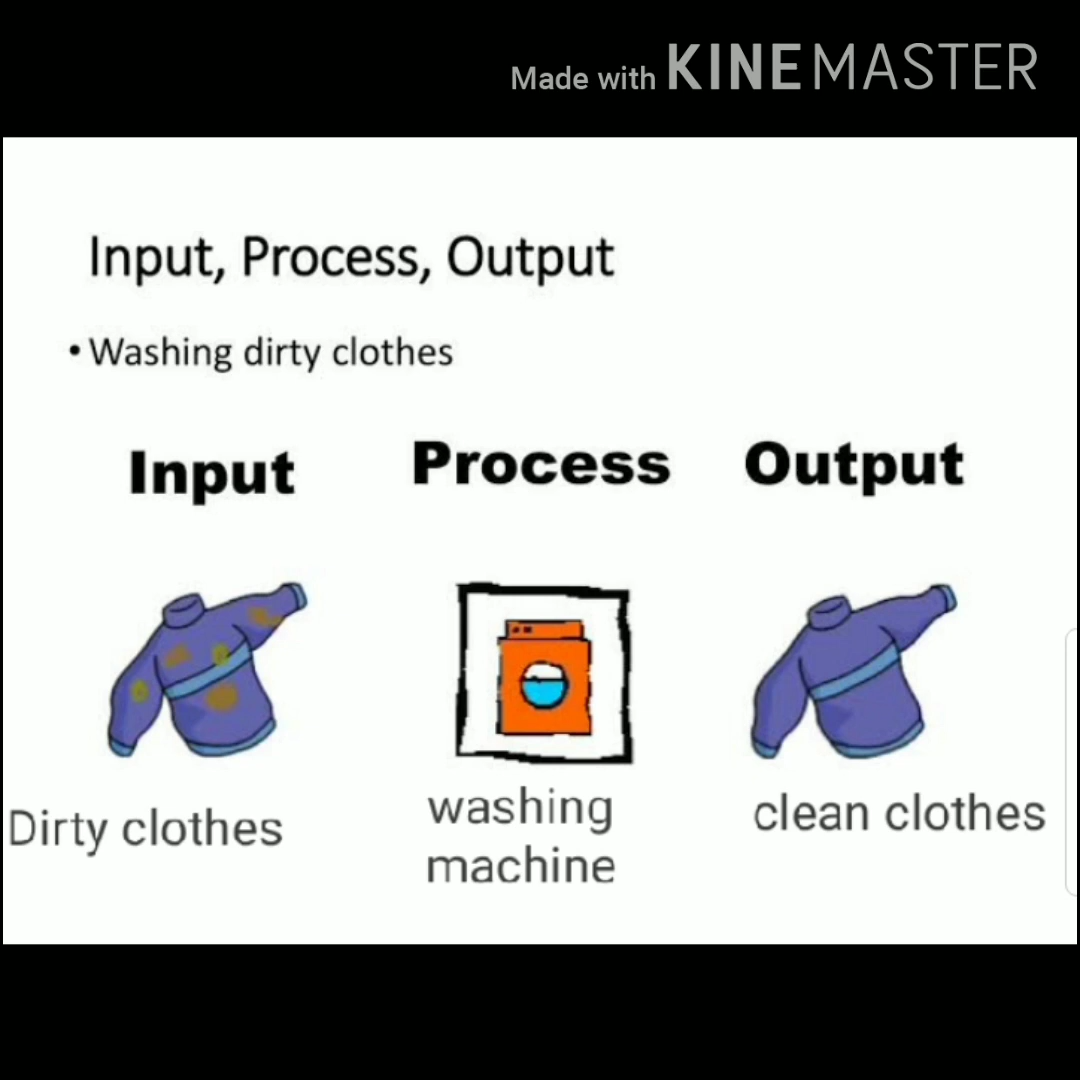 Made with KINEMASTER
Input, Process, Output
• Washing dirty clothes
Input Process Output
Dirty clothes washing machine clean clothes